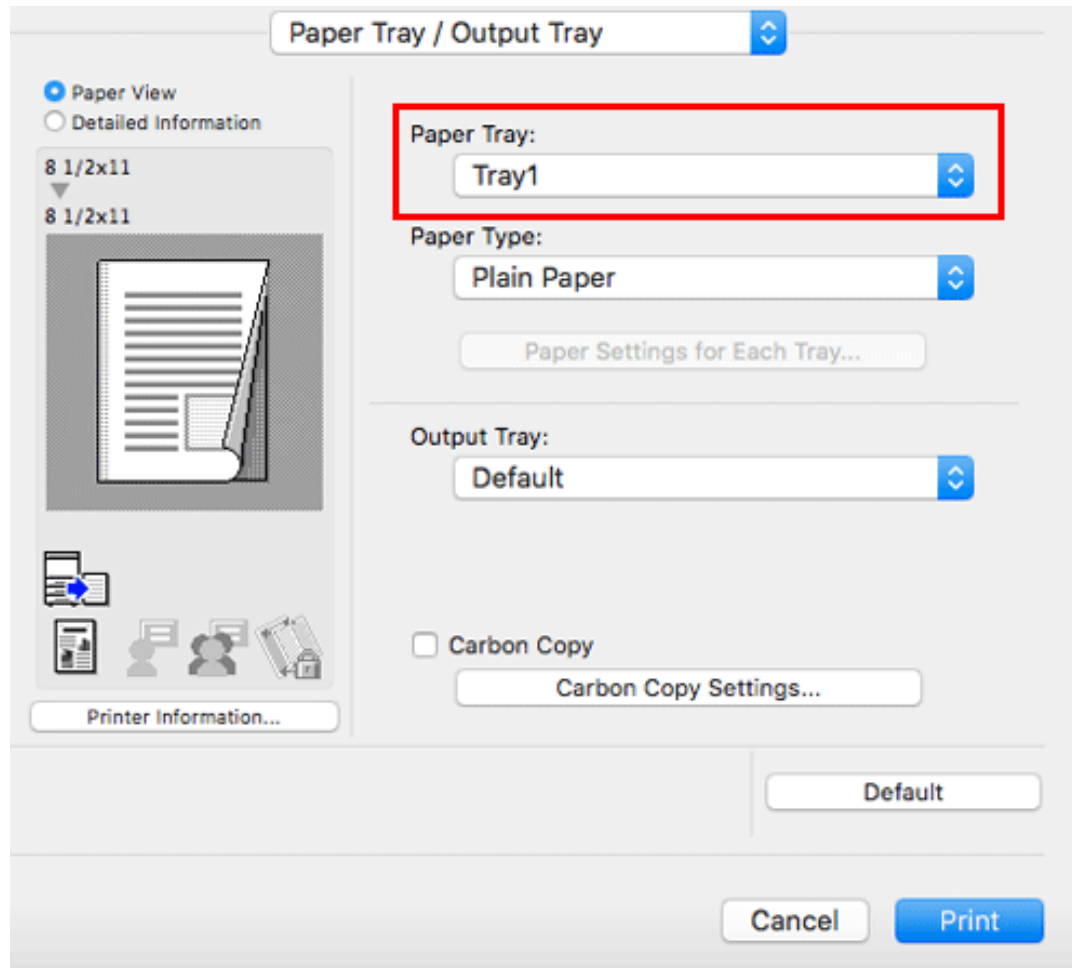 Paper Tray / Output Tray
Paper View
Detailed Information
8 1/2x11
8 1/2x11
Printer Information...
Paper Tray:
Tray1
Paper Type:
Plain Paper
Paper Settings for Each Tray...
Output Tray:
Default
Carbon Copy
Carbon Copy Settings...
Default
Cancel
Print